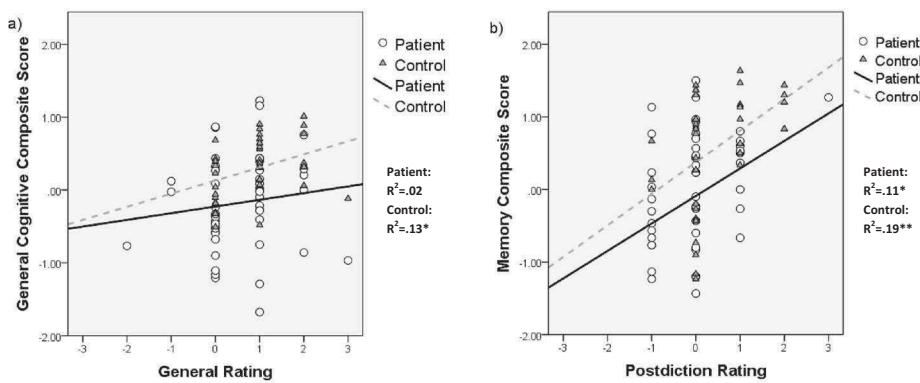 a)
General Cognitive Composite Score
2.00
1.00
.00
-1.00
-2.00
-3
-2
-1
0
1
2
3
General Rating
Patient
Control
Patient
Control
Patient:
R²=.02
Control:
R²=.13*
b)
Memory Composite Score
2.00
1.00
.00
-1.00
-2.00
-3
-2
-1
0
1
2
3
Postdiction Rating
Patient
Control
Patient
Control
Patient:
R²=.11*
Control:
R²=.19**